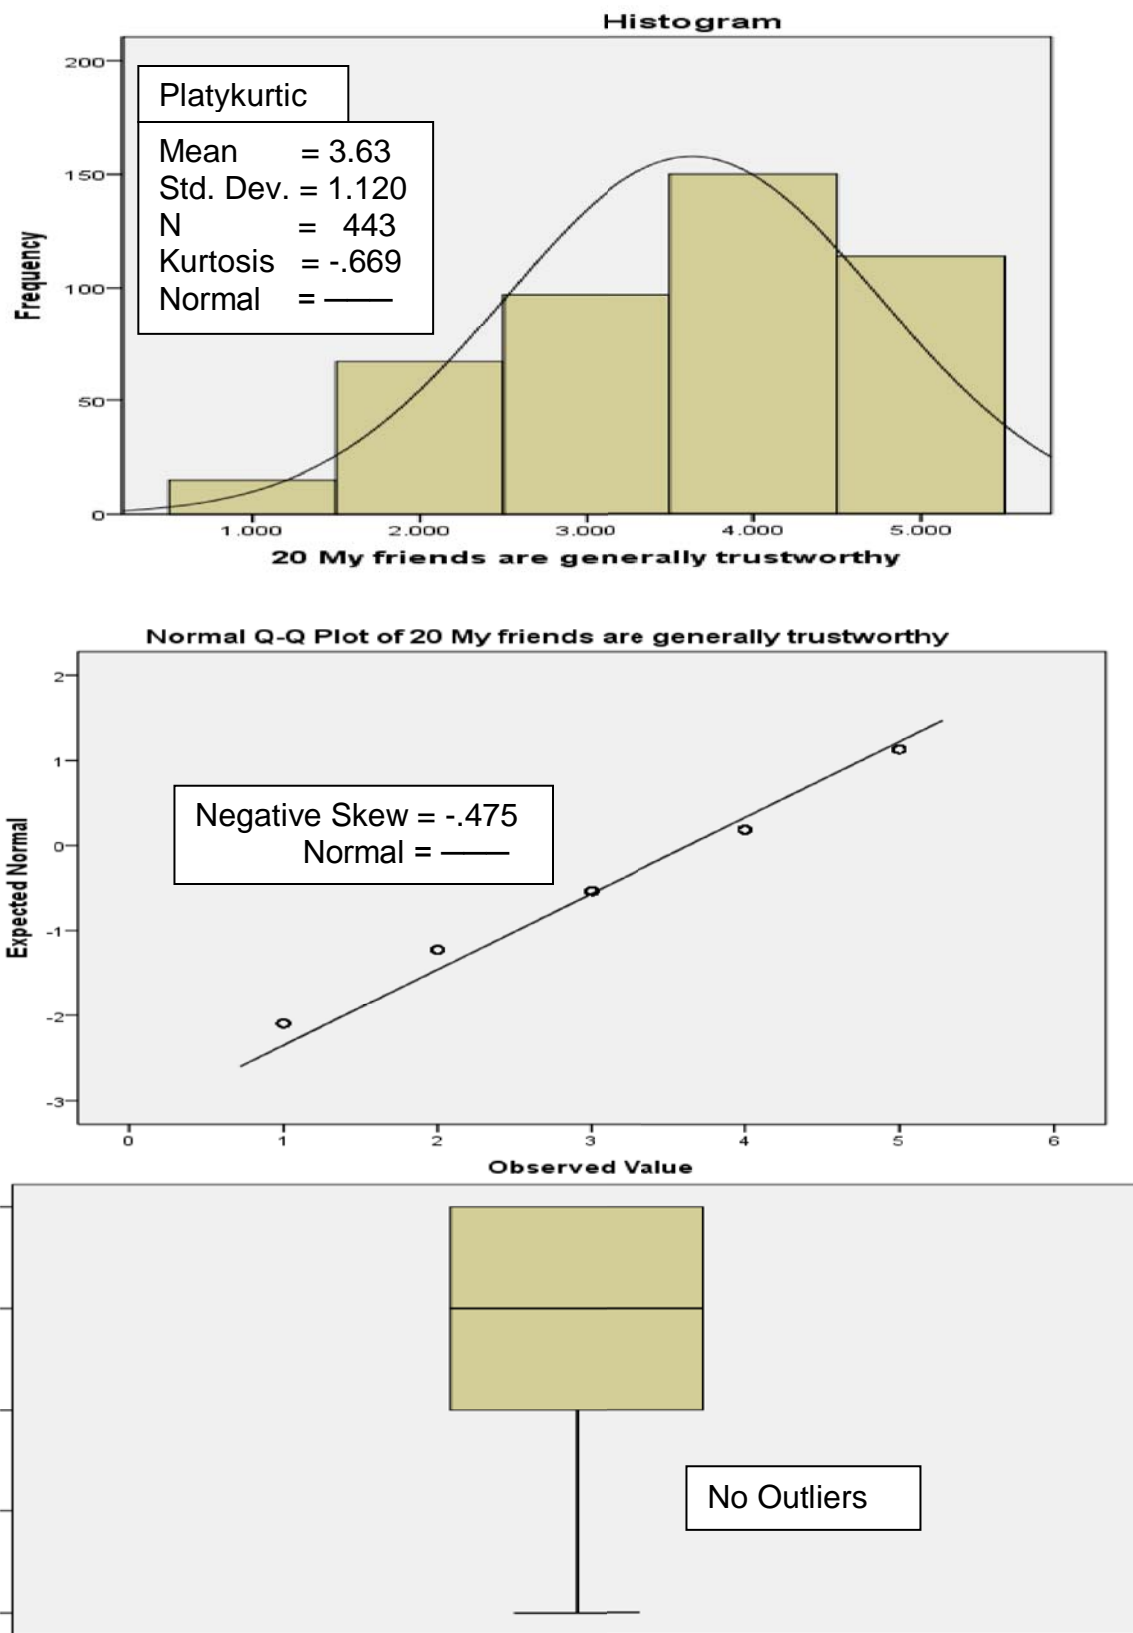 Histogram
200
150
100
50
0
Frequency
Platykurtic
Mean = 3.63
Std. Dev. = 1.120
N = 443
Kurtosis = -.669
Normal = ——
1.000 2.000 3.000 4.000 5.000
20 My friends are generally trustworthy
Normal Q-Q Plot of 20 My friends are generally trustworthy
2
1
0
-1
-2
-3
Expected Normal
Negative Skew = -.475
Normal = ——
0 1 2 3 4 5 6
Observed Value
No Outliers